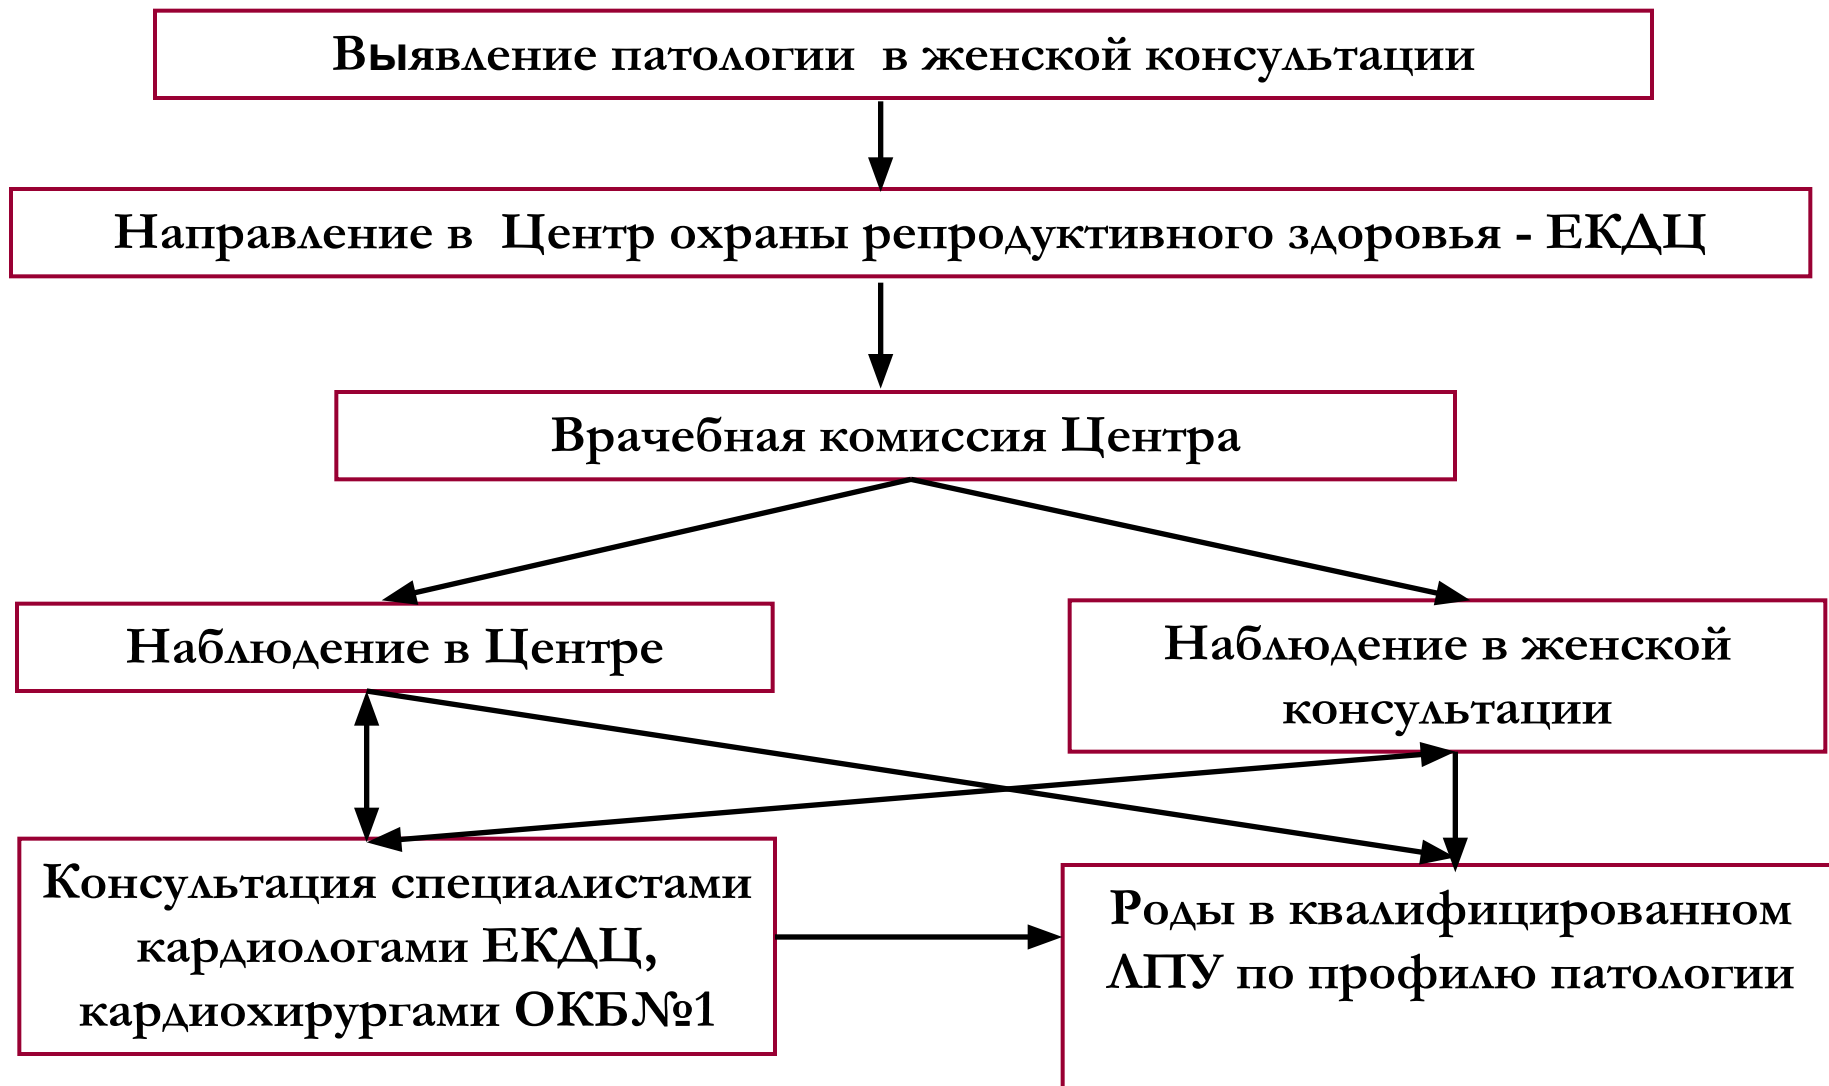 Выявление патологии в женской консультации
Направление в Центр охраны репродуктивного здоровья - ЕКДЦ
Врачебная комиссия Центра
Наблюдение в Центре
Наблюдение в женской
консультации
Консультация специалистами
кардиологами ЕКДЦ,
кардиохирургами ОКБ№1
Роды в квалифицированном
ЛПУ по профилю патологии